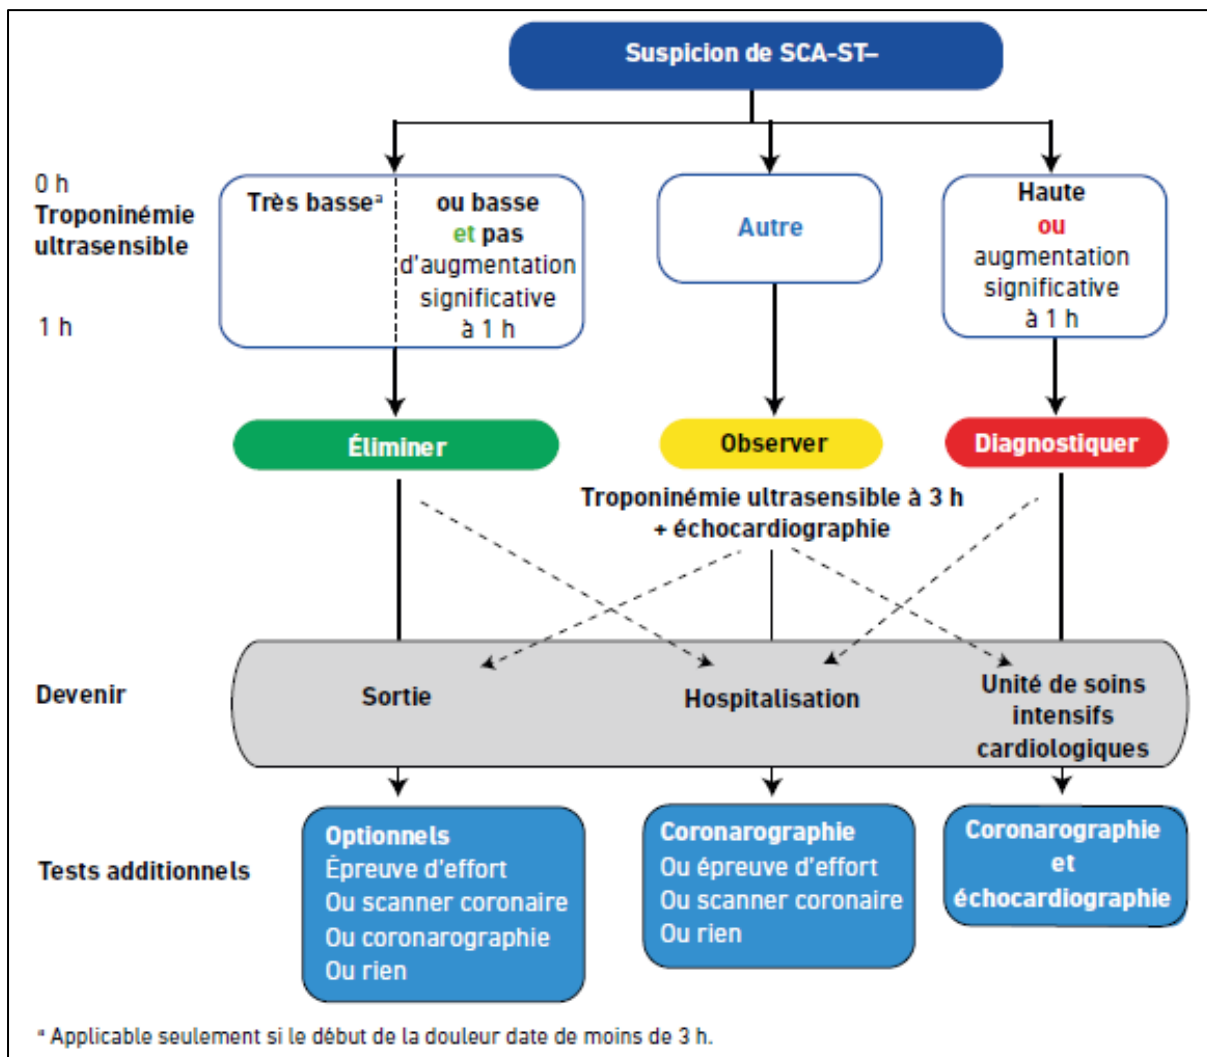 Suspicion de SCA-ST–
0 h
Troponinémie
ultrasensible
1 h
Très basseᵃ
ou basse
et pas
d'augmentation
significative
à 1 h
Autre
Haute
ou
augmentation
significative
à 1 h
Éliminer
Observer
Diagnostiquer
Troponinémie ultrasensible à 3 h
+ échocardiographie
Devenir
Sortie
Hospitalisation
Unité de soins
intensifs
cardiologiques
Tests additionnels
Optionnels
Épreuve d'effort
Ou scanner coronaire
Ou coronarographie
Ou rien
Coronarographie
Ou épreuve d'effort
Ou scanner coronaire
Ou rien
Coronarographie
et
échocardiographie
ᵃ Applicable seulement si le début de la douleur date de moins de 3 h.